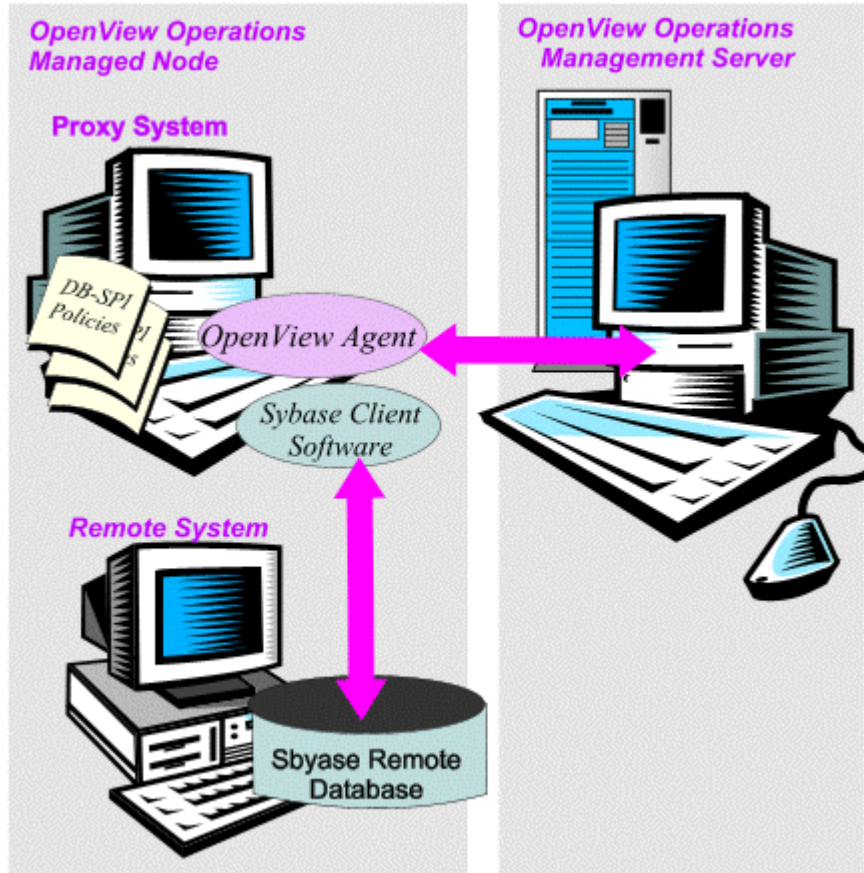 OpenView Operations
Managed Node
OpenView Operations
Management Server
Proxy System
DB-SPI
Policies
OpenView Agent
Sybase Client
Software
Remote System
Sbyase Remote
Database